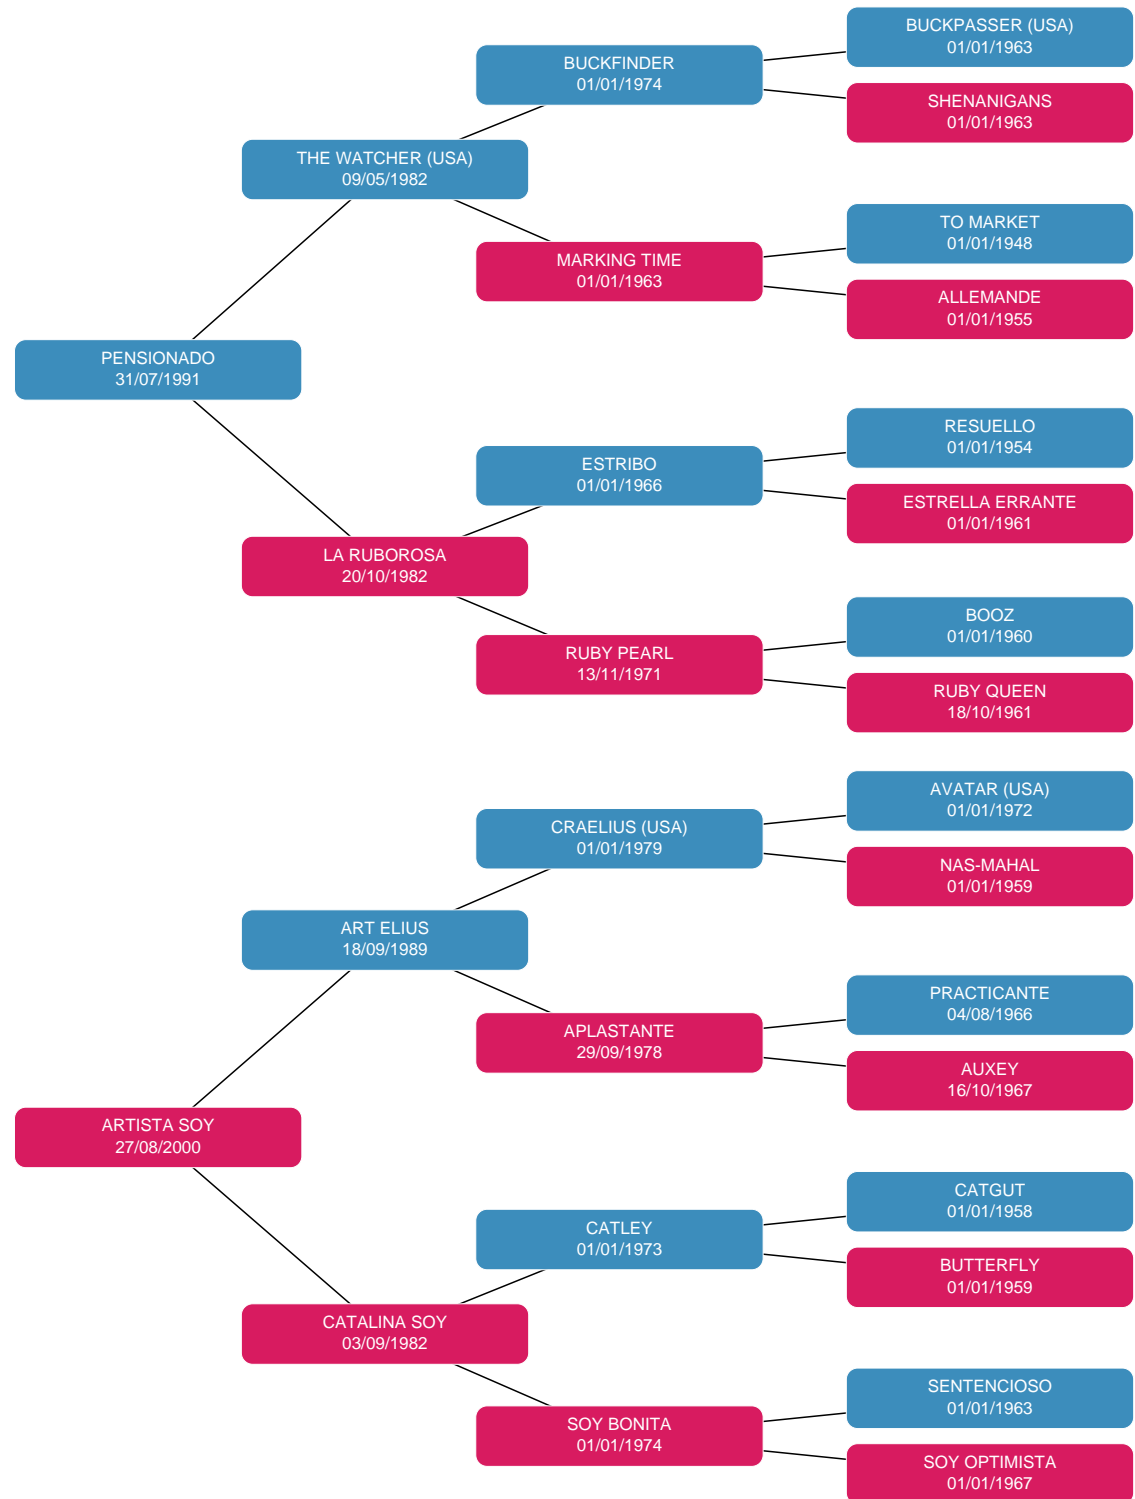 BUCKPASSER (USA)
01/01/1963
BUCKFINDER
01/01/1974
SHENANIGANS
01/01/1963
THE WATCHER (USA)
09/05/1982
TO MARKET
01/01/1948
MARKING TIME
01/01/1963
ALLEMANDE
01/01/1955
PENSIONADO
31/07/1991
RESUELLO
01/01/1954
ESTRIBO
01/01/1966
ESTRELLA ERRANTE
01/01/1961
LA RUBOROSA
20/10/1982
BOOZ
01/01/1960
RUBY PEARL
13/11/1971
RUBY QUEEN
18/10/1961
AVATAR (USA)
01/01/1972
CRAELIUS (USA)
01/01/1979
NAS-MAHAL
01/01/1959
ART ELIUS
18/09/1989
PRACTICANTE
04/08/1966
APLASTANTE
29/09/1978
AUXEY
16/10/1967
ARTISTA SOY
27/08/2000
CATGUT
01/01/1958
CATLEY
01/01/1973
BUTTERFLY
01/01/1959
CATALINA SOY
03/09/1982
SENTENCIOSO
01/01/1963
SOY BONITA
01/01/1974
SOY OPTIMISTA
01/01/1967